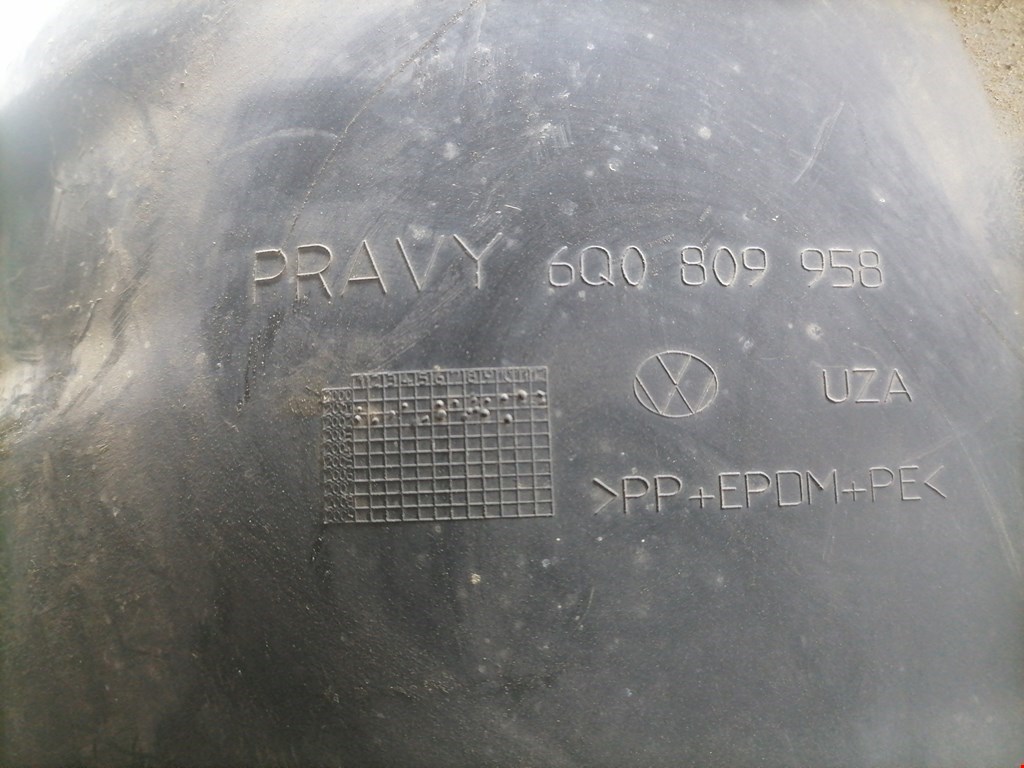 PRAVY 6Q0 809 958
UZA
>PP+EPDM+PE<